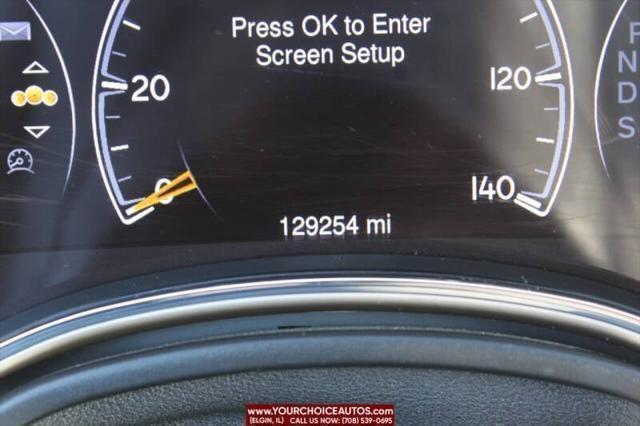 Press OK to Enter
Screen Setup
20
120
0
140
129254 mi
N
D
S
WWW.YOURCHOICEAUTOS.COM
(ELGIN, IL) CALL US NOW: (708) 539-0695